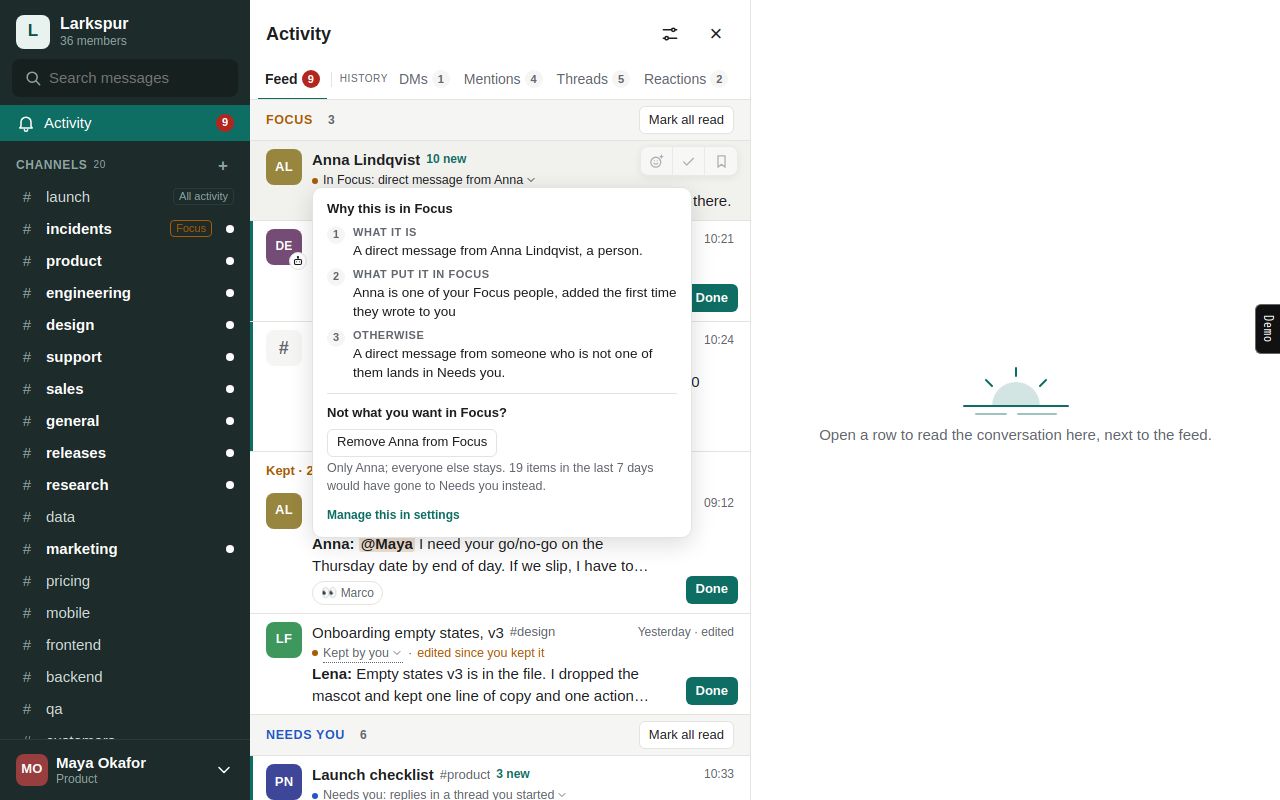 L
Larkspur
36 members
Search messages
Activity
9
CHANNELS 20
+
# launch All activity
# incidents Focus
# product
# engineering
# design
# support
# sales
# general
# releases
# research
# data
# marketing
# pricing
# mobile
# frontend
# backend
# qa
MO
Maya Okafor
Product
Activity
Feed 9
HISTORY
DMs 1
Mentions 4
Threads 5
Reactions 2
FOCUS 3
Mark all read
AL
Anna Lindqvist 10 new
In Focus: direct message from Anna
there.
Why this is in Focus
1 WHAT IT IS
A direct message from Anna Lindqvist, a person.
2 WHAT PUT IT IN FOCUS
Anna is one of your Focus people, added the first time
they wrote to you
3 OTHERWISE
A direct message from someone who is not one of
them lands in Needs you.
Not what you want in Focus?
Remove Anna from Focus
Only Anna; everyone else stays. 19 items in the last 7 days
would have gone to Needs you instead.
Manage this in settings
DE
10:21
Done
#
10:24
0
Kept · 2
AL
09:12
Anna: @Maya I need your go/no-go on the
Thursday date by end of day. If we slip, I have to…
👀 Marco
Done
LF
Onboarding empty states, v3 #design
Yesterday · edited
Kept by you · edited since you kept it
Lena: Empty states v3 is in the file. I dropped the
mascot and kept one line of copy and one action…
Done
NEEDS YOU 6
Mark all read
PN
Launch checklist #product 3 new
10:33
Needs you: replies in a thread you started
Open a row to read the conversation here, next to the feed.
Demo